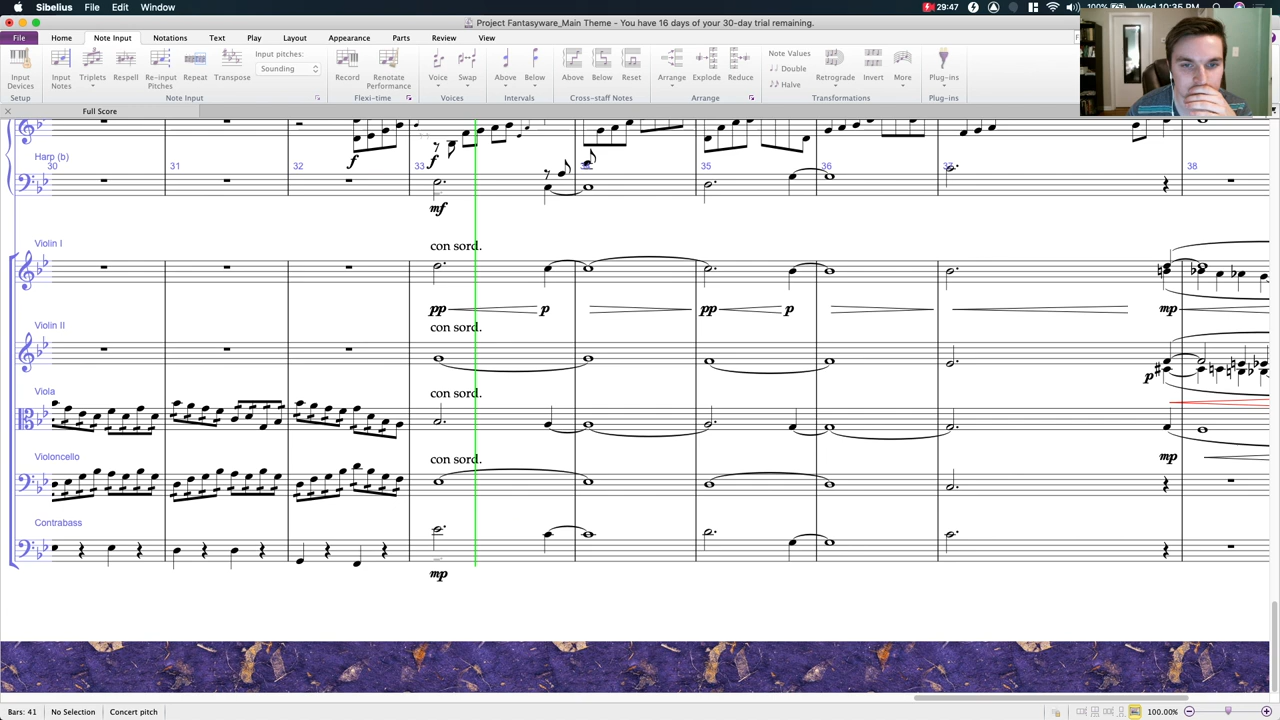 Sibelius File Edit Window 29:47 100%
Project Fantasyware_Main Theme - You have 16 days of your 30-day trial remaining.
File Home Note Input Notations Text Play Layout Appearance Parts Review View
Input pitches:
Sounding
Note Values
Double
Halve
Input Devices Input Notes Triplets Respell Re-input Pitches Repeat Transpose Record Renotate Performance Voice Swap Above Below Above Below Reset Arrange Explode Reduce Retrograde Invert More Plug-ins
Setup Note Input Flexi-time Voices Intervals Cross-staff Notes Arrange Transformations Plug-ins
Full Score
Harp (b)
f f
30 31 32 33 35 36 37 38
mf
Violin I
con sord.
pp p pp p mp
Violin II
con sord.
p
Viola
con sord.
mp
Violoncello
con sord.
Contrabass
mp
Bars: 41 No Selection Concert pitch 100.00%